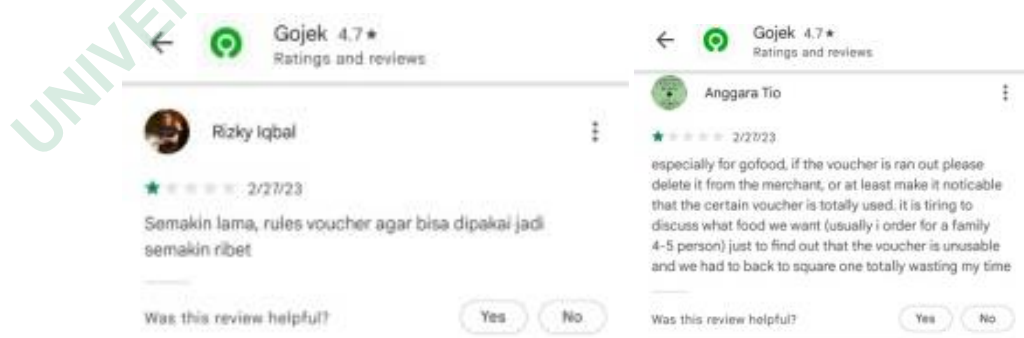 UNIVER
Gojek 4.7★
Ratings and reviews
Rizky Iqbal
2/27/23
Semakin lama, rules voucher agar bisa dipakai jadi
semakin ribet
Was this review helpful?
Yes
No
Gojek 4.7★
Ratings and reviews
Anggara Tio
2/27/23
especially for gofood, if the voucher is ran out please
delete it from the merchant, or at least make it noticable
that the certain voucher is totally used. it is tiring to
discuss what food we want (usually i order for a family
4-5 person) just to find out that the voucher is unusable
and we had to back to square one totally wasting my time
Was this review helpful?
Yes
No